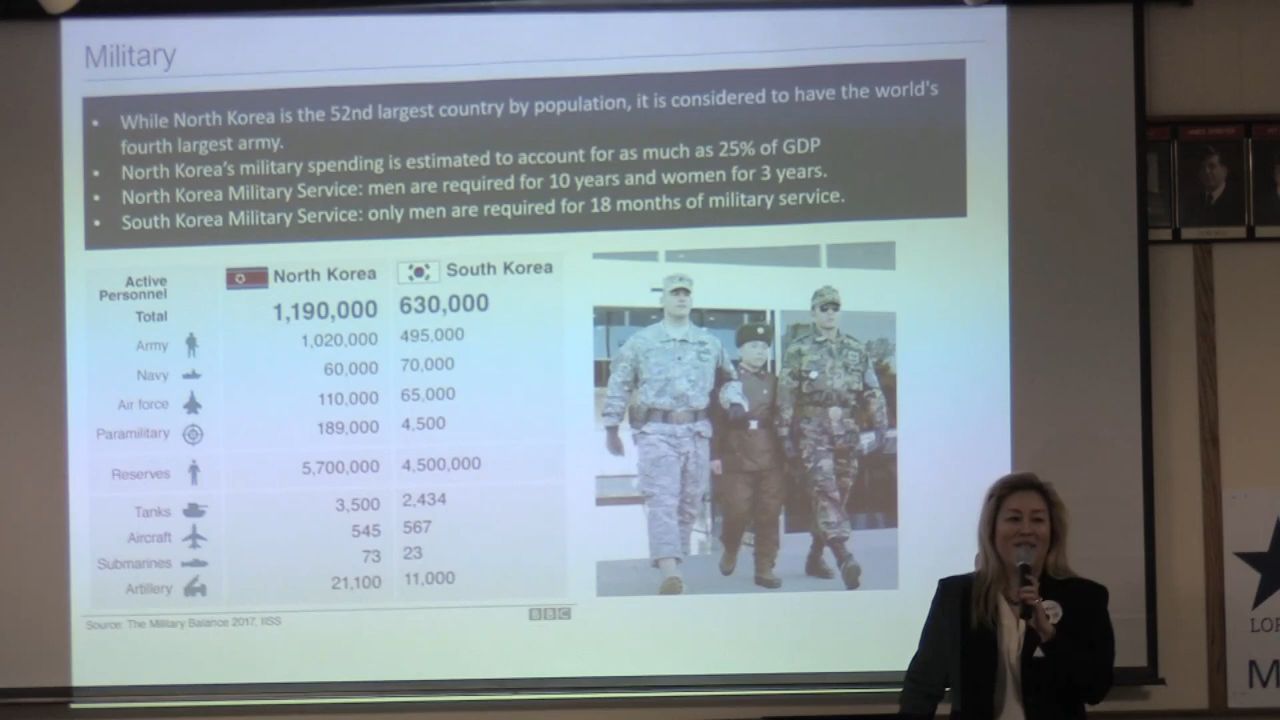 Military
• While North Korea is the 52nd largest country by population, it is considered to have the world's
fourth largest army.
• North Korea's military spending is estimated to account for as much as 25% of GDP
• North Korea Military Service: men are required for 10 years and women for 3 years.
• South Korea Military Service: only men are required for 18 months of military service.
Active
Personnel
North Korea South Korea
Total 1,190,000 630,000
Army 1,020,000 495,000
Navy 60,000 70,000
Air force 110,000 65,000
Paramilitary 189,000 4,500
Reserves 5,700,000 4,500,000
Tanks 3,500 2,434
Aircraft 545 567
Submarines 73 23
Artillery 21,100 11,000
Source: The Military Balance 2017, IISS
BBC